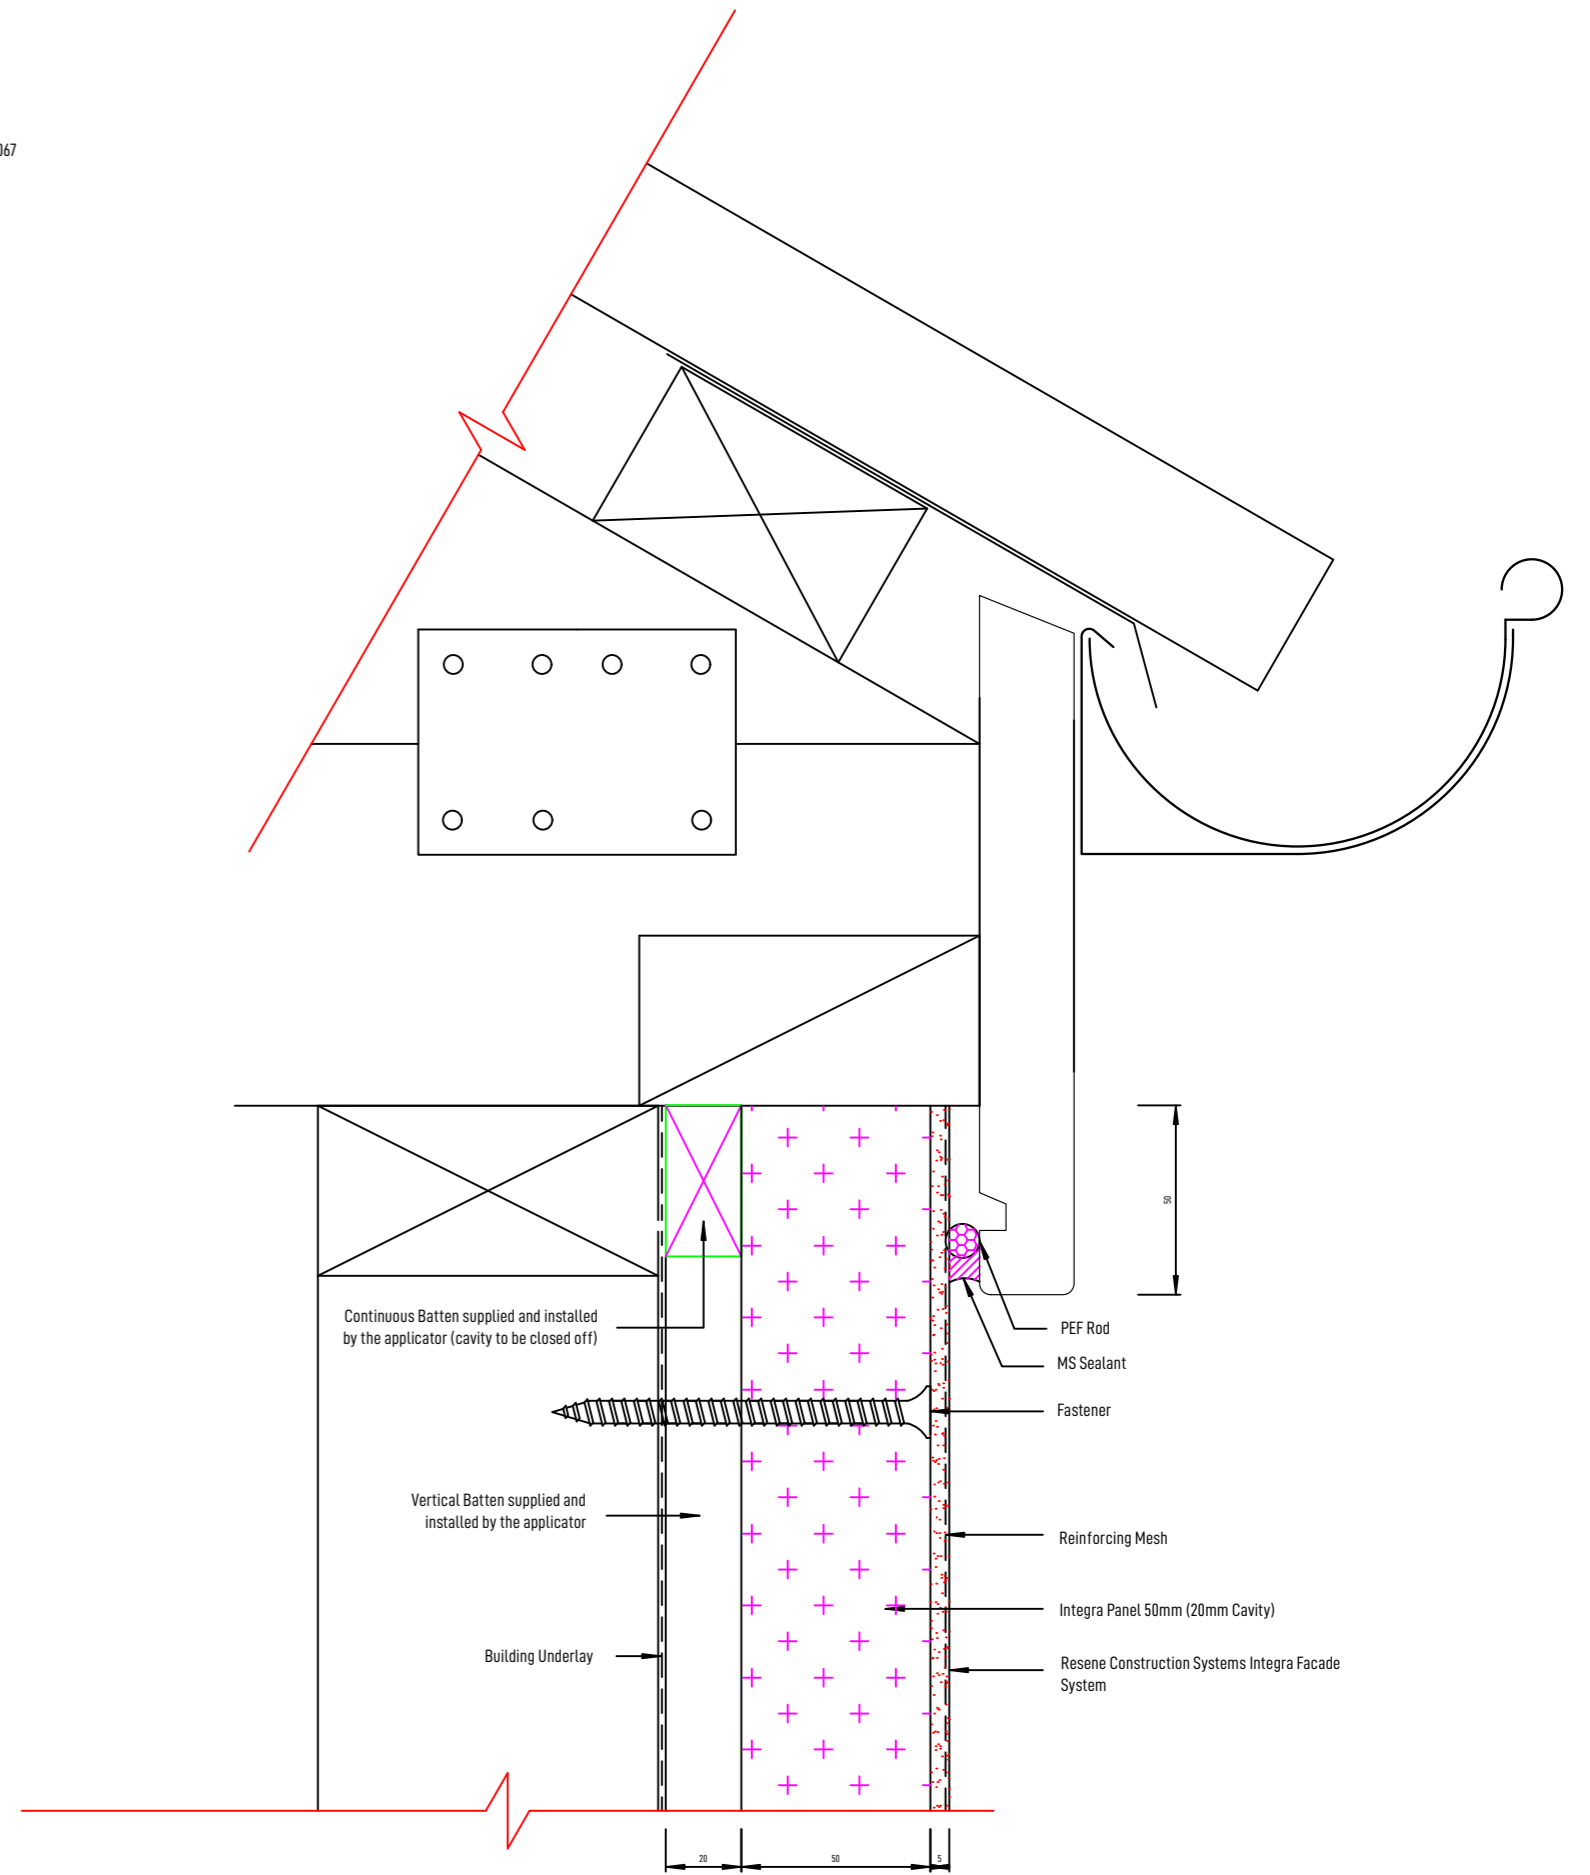 067
50
Continuous Batten supplied and installed
by the applicator (cavity to be closed off)
PEF Rod
MS Sealant
Fastener
Vertical Batten supplied and
installed by the applicator
Reinforcing Mesh
Integra Panel 50mm (20mm Cavity)
Building Underlay
Resene Construction Systems Integra Facade
System
20
50
5